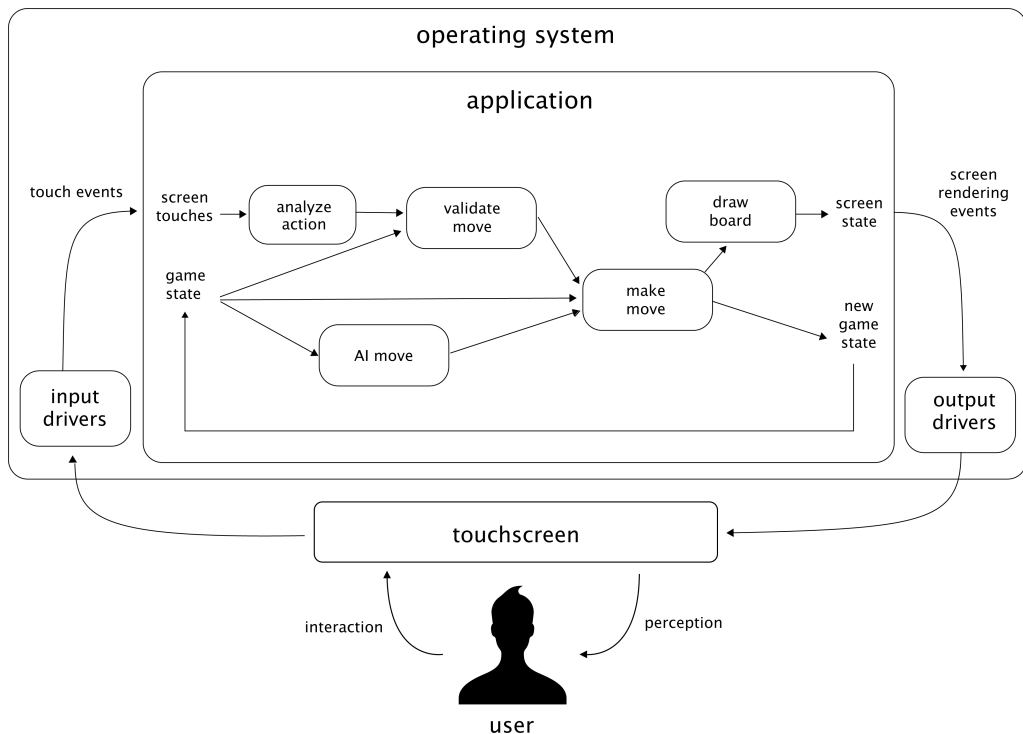 operating system
application
touch events
screen
touches
analyze
action
validate
move
draw
board
screen
state
screen
rendering
events
game
state
AI move
make
move
new
game
state
input
drivers
output
drivers
touchscreen
interaction
perception
user